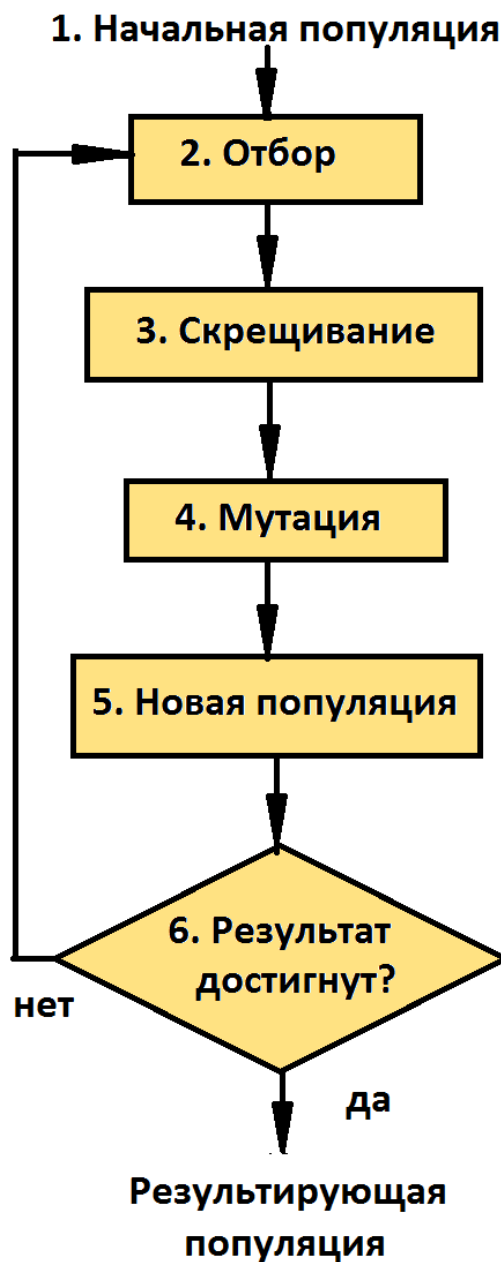 1. Начальная популяция
2. Отбор
3. Скрещивание
4. Мутация
5. Новая популяция
6. Результат
достигнут?
нет
да
Результирующая
популяция